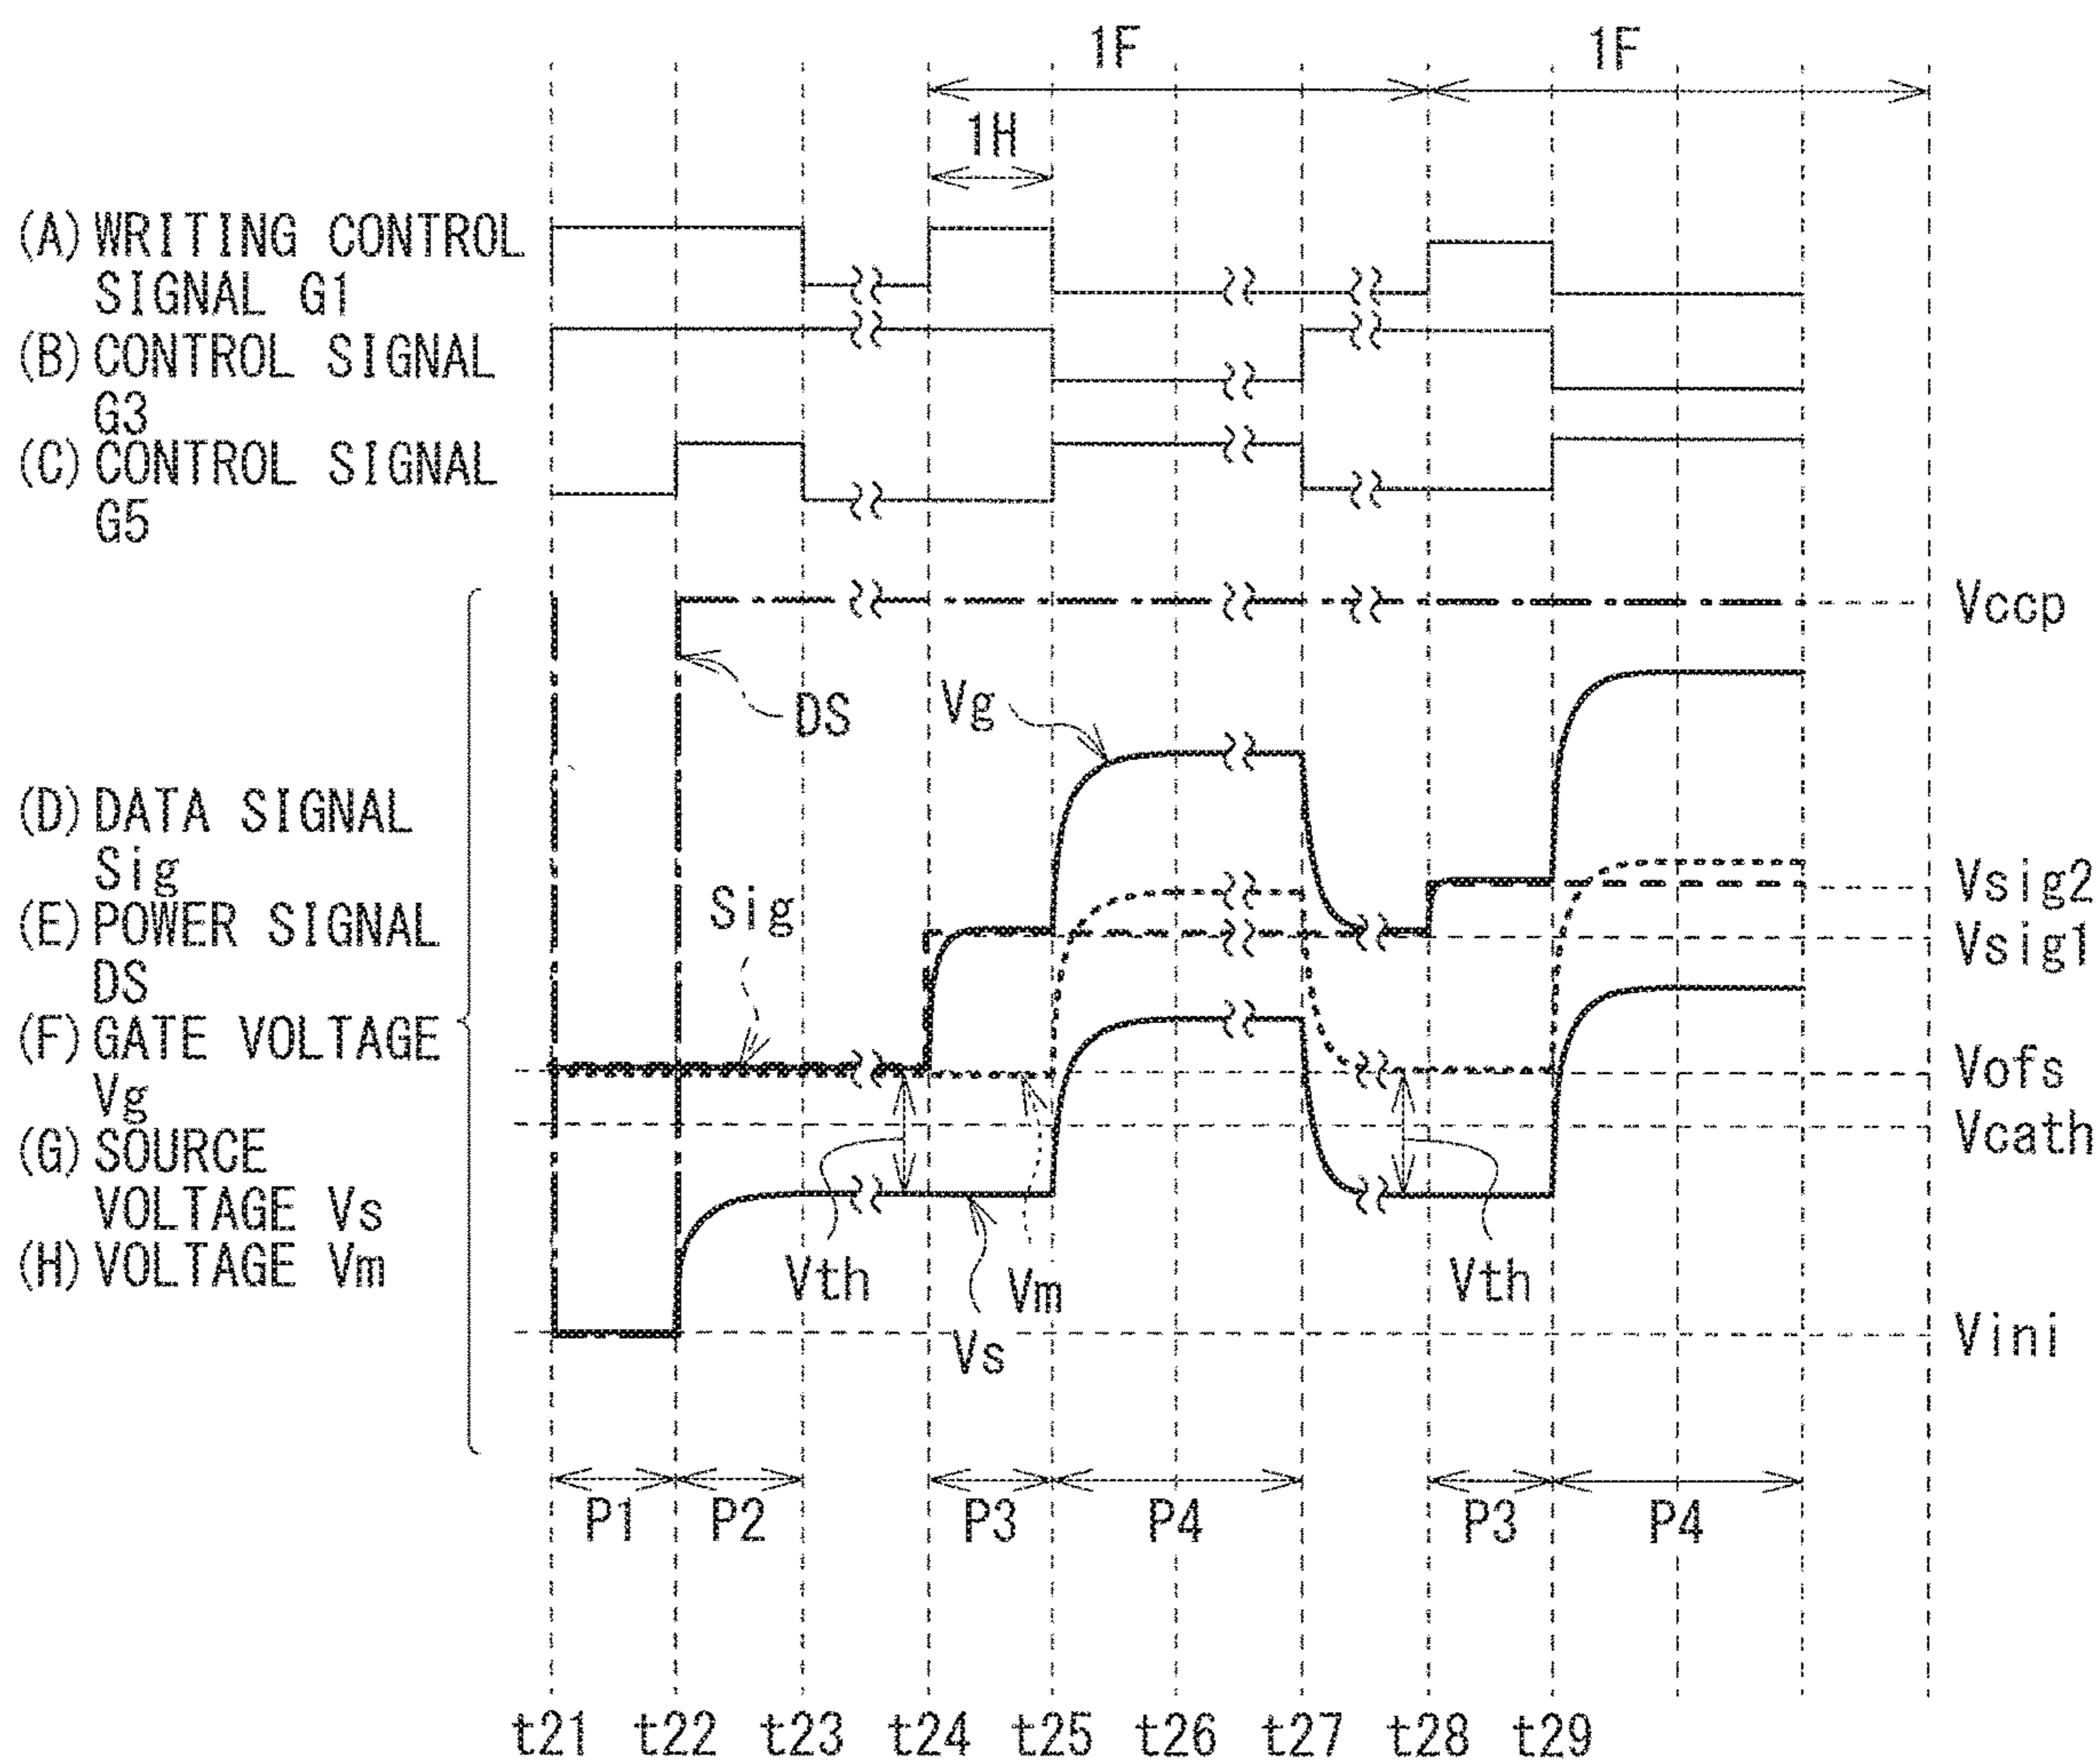 1F 1F
1H
(A) WRITING CONTROL
SIGNAL G1
(B) CONTROL SIGNAL
G3
(C) CONTROL SIGNAL
G5
Vccp
DS
Vg
(D) DATA SIGNAL
Sig
Vsig2
Sig
(E) POWER SIGNAL
Vsig1
DS
(F) GATE VOLTAGE
Vg
Vofs
Vcath
(G) SOURCE
VOLTAGE Vs
(H) VOLTAGE Vm
Vth Vm Vth
Vs
Vini
P1 P2 P3 P4 P3 P4
t21 t22 t23 t24 t25 t26 t27 t28 t29